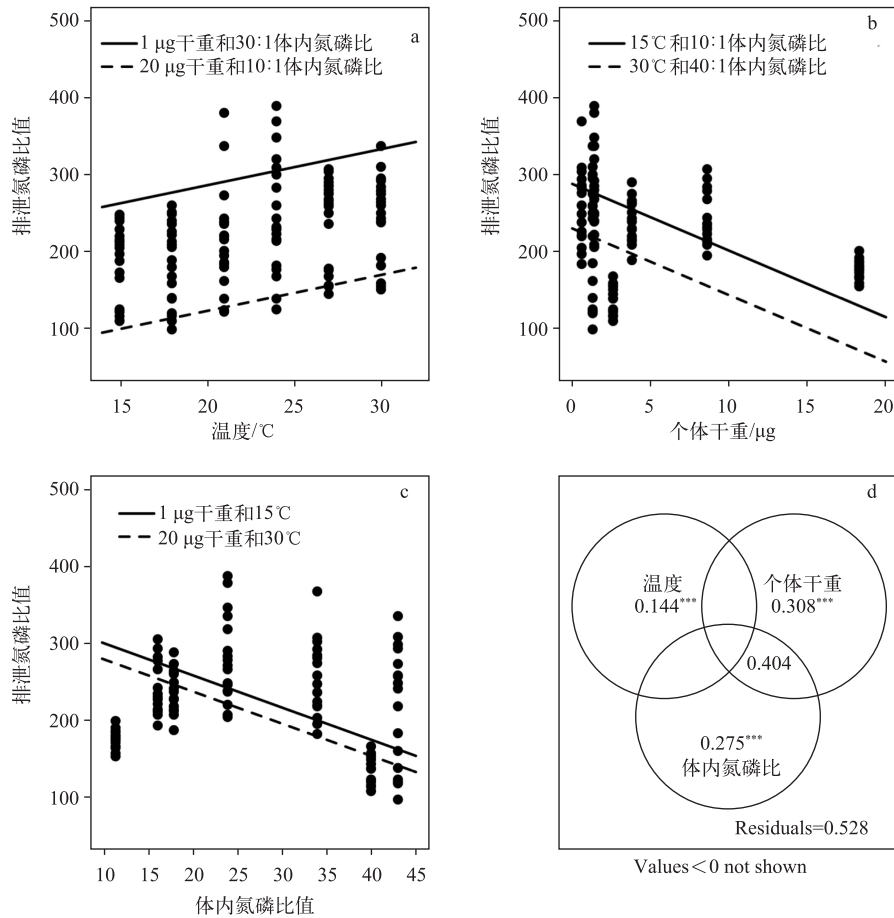 500
400
300
200
100
排泄氮磷比值
1 μg干重和30∶1体内氮磷比
20 μg干重和10∶1体内氮磷比
a
15
20
25
30
温度/℃
500
400
300
200
100
排泄氮磷比值
15℃和10∶1体内氮磷比
30℃和40∶1体内氮磷比
b
0
5
10
15
20
个体干重/μg
500
400
300
200
100
排泄氮磷比值
1 μg干重和15℃
20 μg干重和30℃
c
10
15
20
25
30
35
40
45
体内氮磷比值
d
温度
0.144***
个体干重
0.308***
0.404
0.275***
体内氮磷比
Residuals=0.528
Values＜0 not shown